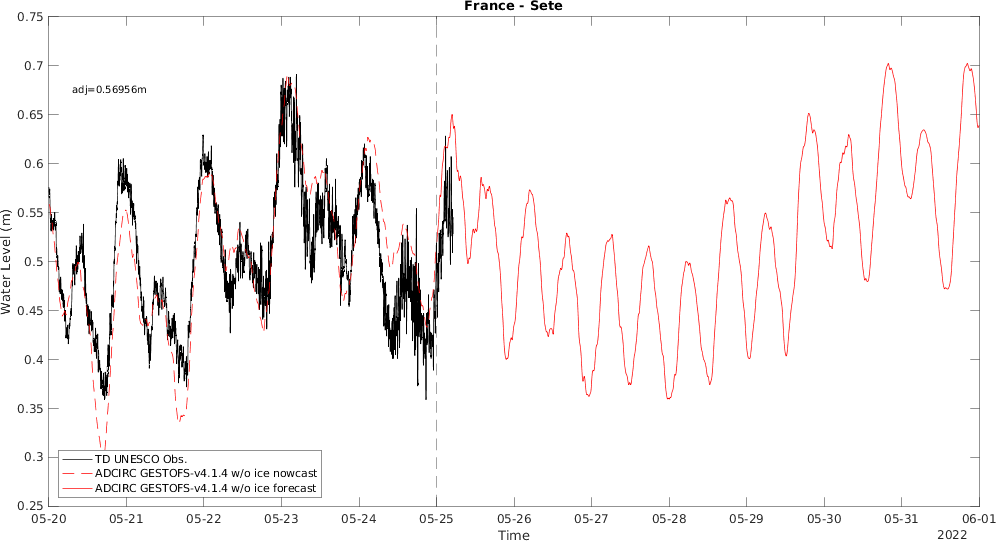 France - Sete
0.75
0.7
0.65
0.6
0.55
0.5
0.45
0.4
0.35
0.3
0.25
Water Level (m)
adj=0.56956m
TD UNESCO Obs.
ADCIRC GESTOFS-v4.1.4 w/o ice nowcast
ADCIRC GESTOFS-v4.1.4 w/o ice forecast
05-20 05-21 05-22 05-23 05-24 05-25 05-26 05-27 05-28 05-29 05-30 05-31 06-01
Time
2022